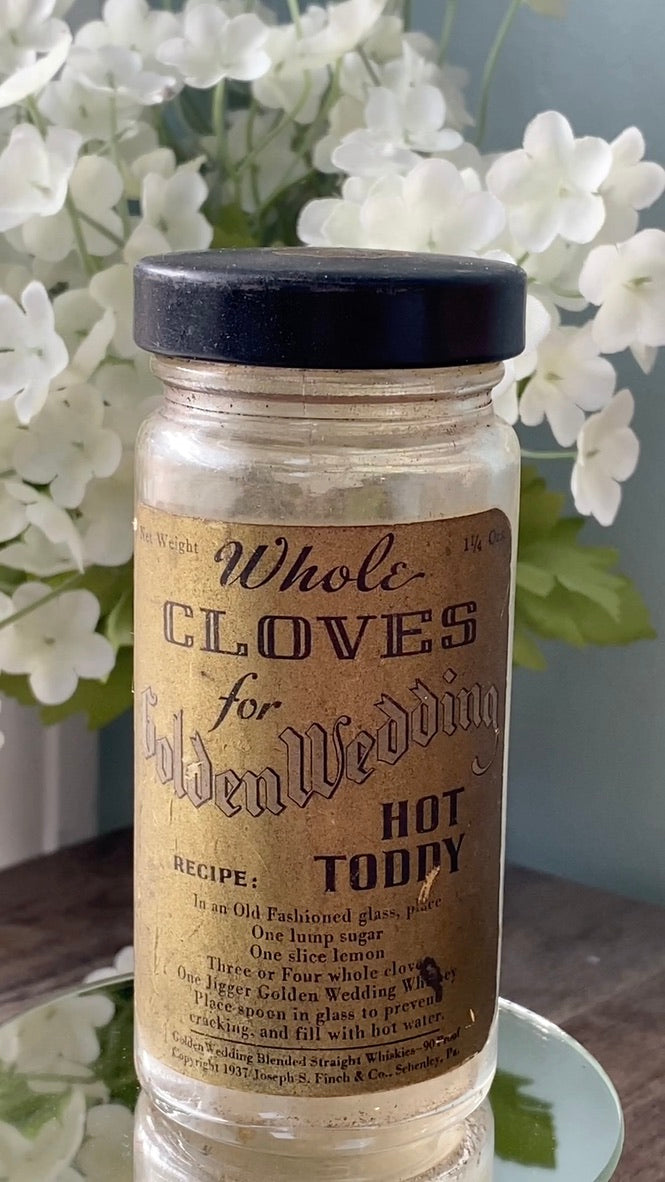 Net Weight 1¼ Ozs.
Whole
CLOVES
for
Golden Wedding
HOT
TODDY
RECIPE:
In an Old Fashioned glass, place
One lump sugar
One slice lemon
Three or Four whole cloves
One Jigger Golden Wedding Whiskey
Place spoon in glass to prevent
cracking, and fill with hot water.
Golden Wedding Blended Straight Whiskies—90 Proof
Copyright 1937 Joseph S. Finch & Co., Schenley, Pa.